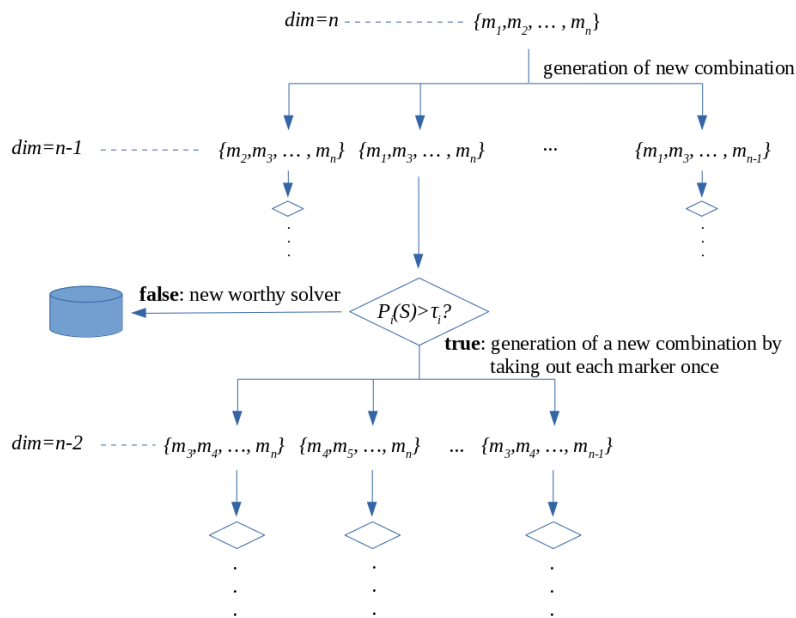 dim=n {m1,m2, … , mn}
generation of new combination
dim=n-1 {m2,m3, … , mn} {m1,m3, … , mn} ... {m1,m3, … , mn-1}
false: new worthy solver
Pi(S)>τi?
true: generation of a new combination by
taking out each marker once
dim=n-2 {m3,m4, …, mn} {m4,m5, …, mn} ... {m3,m4, …, mn-1}